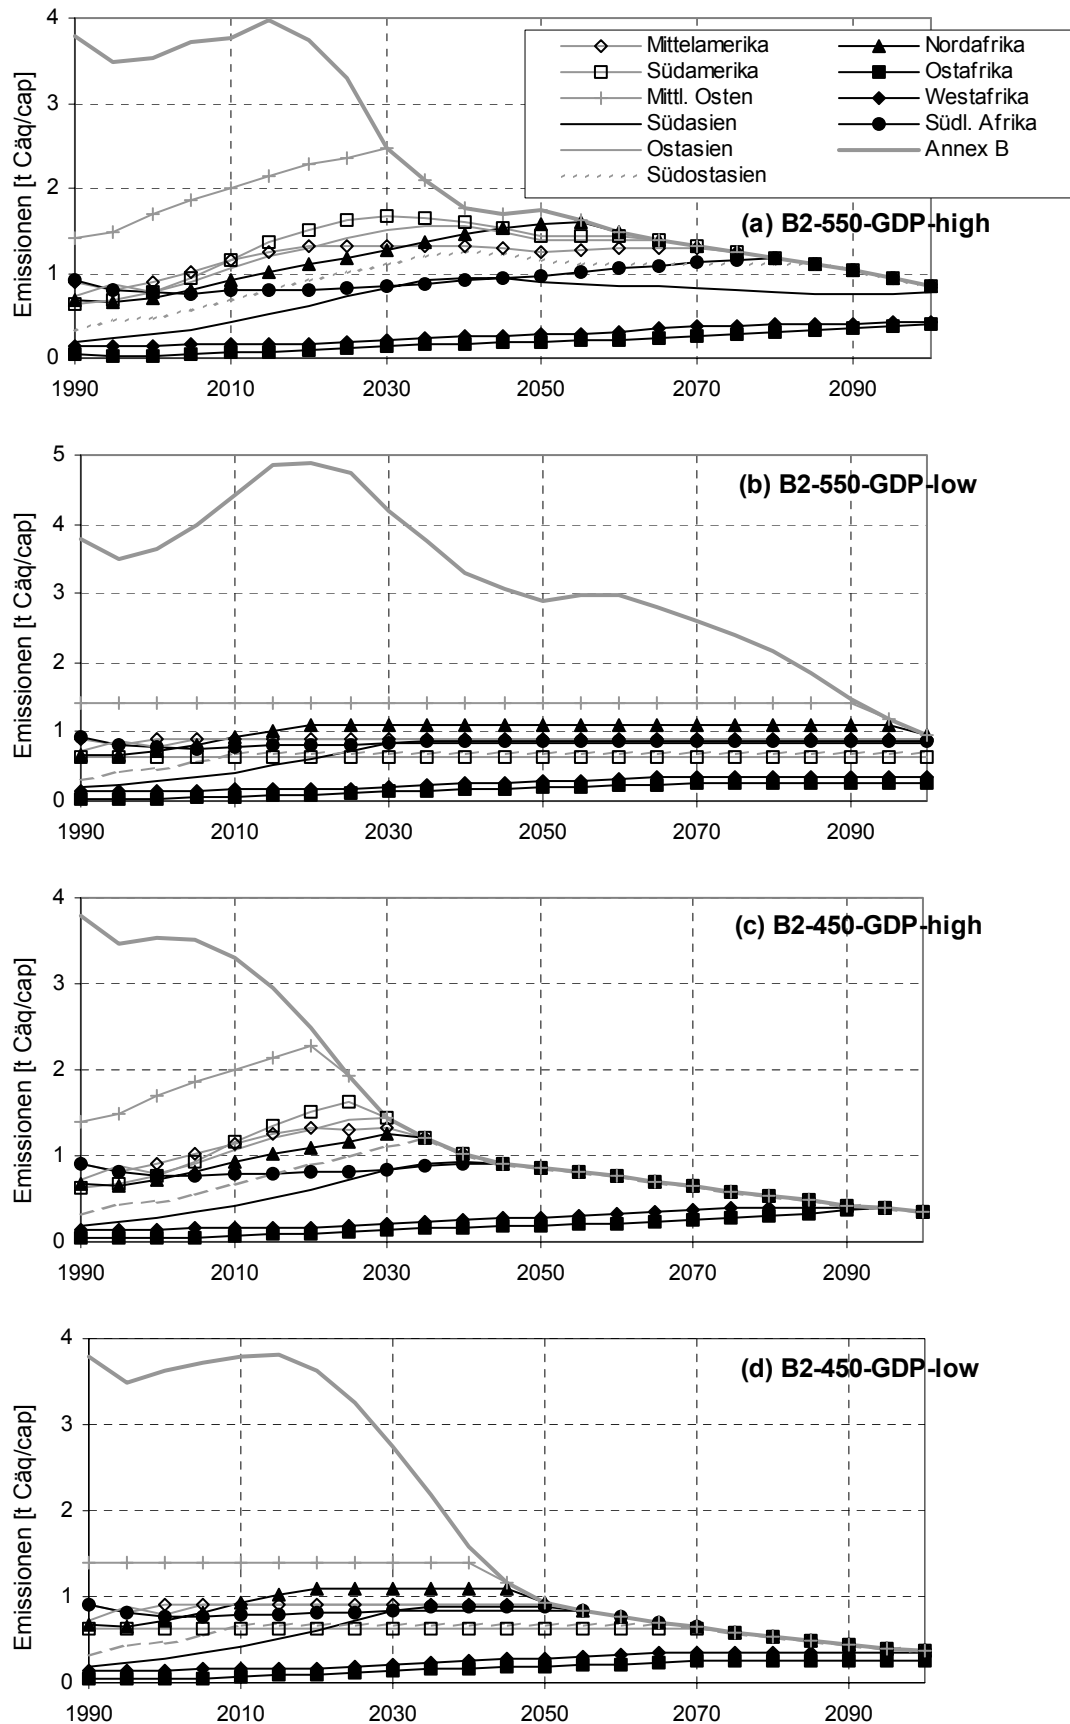 4
3
2
1
0
Emissionen [t Cäq/cap]
Mittelamerika
Südamerika
Mittl. Osten
Südasien
Ostasien
Südostasien
Nordafrika
Ostafrika
Westafrika
Südl. Afrika
Annex B
(a) B2-550-GDP-high
1990 2010 2030 2050 2070 2090
5
4
3
2
1
0
Emissionen [t Cäq/cap]
(b) B2-550-GDP-low
1990 2010 2030 2050 2070 2090
4
3
2
1
0
Emissionen [t Cäq/cap]
(c) B2-450-GDP-high
1990 2010 2030 2050 2070 2090
4
3
2
1
0
Emissionen [t Cäq/cap]
(d) B2-450-GDP-low
1990 2010 2030 2050 2070 2090